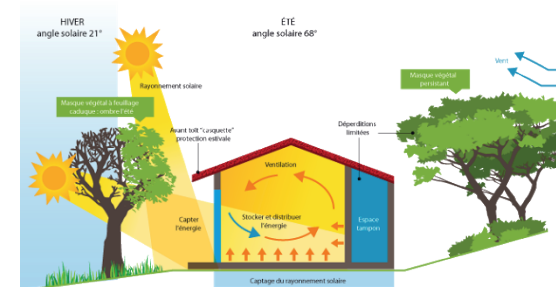 HIVER
angle solaire 21°
ÉTÉ
angle solaire 68°
Rayonnement solaire
Masque végétal à feuillage
caduque : ombre l'été
Avant toit "casquette"
protection estivale
Déperditions
limitées
Masque végétal
persistant
Vent
Ventilation
Capter
l'énergie
Stocker et distribuer
l'énergie
Espace
tampon
Captage du rayonnement solaire